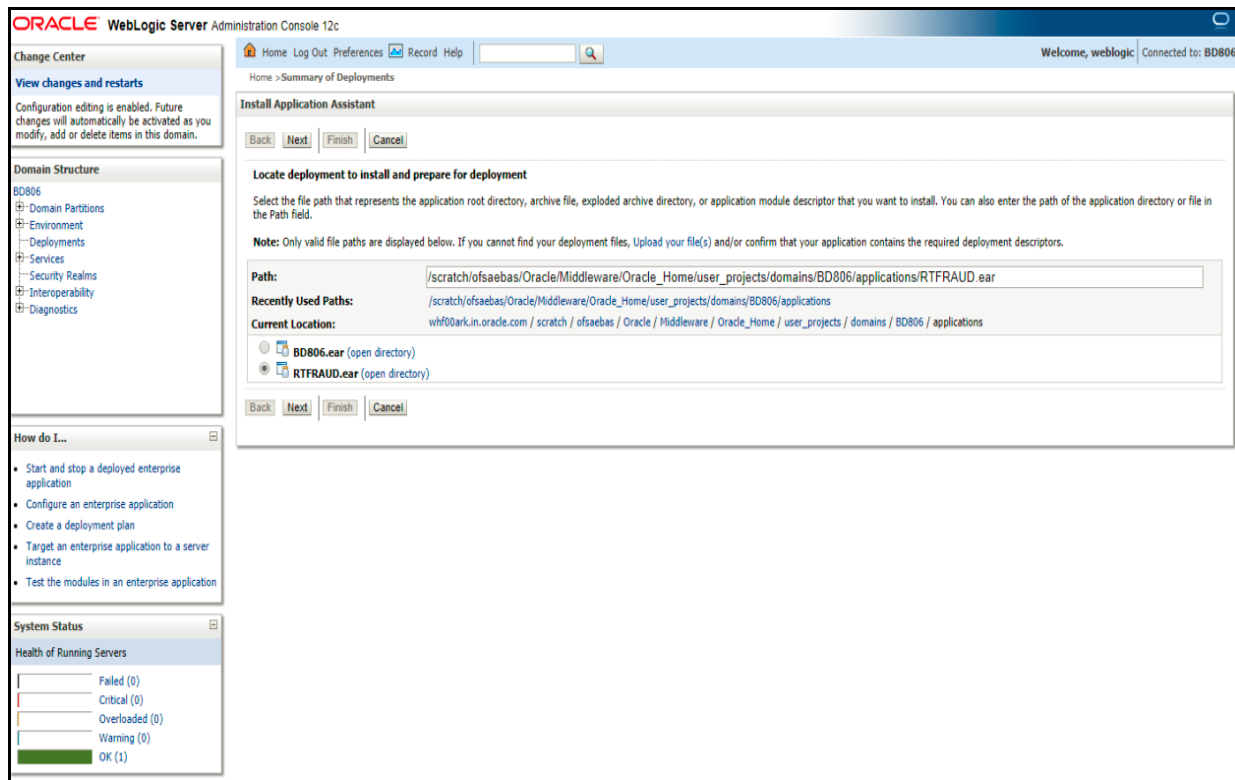 ORACLE WebLogic Server Administration Console 12c
Change Center
View changes and restarts
Configuration editing is enabled. Future
changes will automatically be activated as you
modify, add or delete items in this domain.
Domain Structure
BD806
Domain Partitions
Environment
Deployments
Services
Security Realms
Interoperability
Diagnostics
How do I...
Start and stop a deployed enterprise
application
Configure an enterprise application
Create a deployment plan
Target an enterprise application to a server
instance
Test the modules in an enterprise application
System Status
Health of Running Servers
Failed (0)
Critical (0)
Overloaded (0)
Warning (0)
OK (1)
Home Log Out Preferences Record Help
Welcome, weblogic Connected to: BD806
Home >Summary of Deployments
Install Application Assistant
Back Next Finish Cancel
Locate deployment to install and prepare for deployment
Select the file path that represents the application root directory, archive file, exploded archive directory, or application module descriptor that you want to install. You can also enter the path of the application directory or file in
the Path field.
Note: Only valid file paths are displayed below. If you cannot find your deployment files, Upload your file(s) and/or confirm that your application contains the required deployment descriptors.
Path: /scratch/ofsaebas/Oracle/Middleware/Oracle_Home/user_projects/domains/BD806/applications/RTFRAUD.ear
Recently Used Paths: /scratch/ofsaebas/Oracle/Middleware/Oracle_Home/user_projects/domains/BD806/applications
Current Location: whf00ark.in.oracle.com / scratch / ofsaebas / Oracle / Middleware / Oracle_Home / user_projects / domains / BD806 / applications
BD806.ear (open directory)
RTFRAUD.ear (open directory)
Back Next Finish Cancel